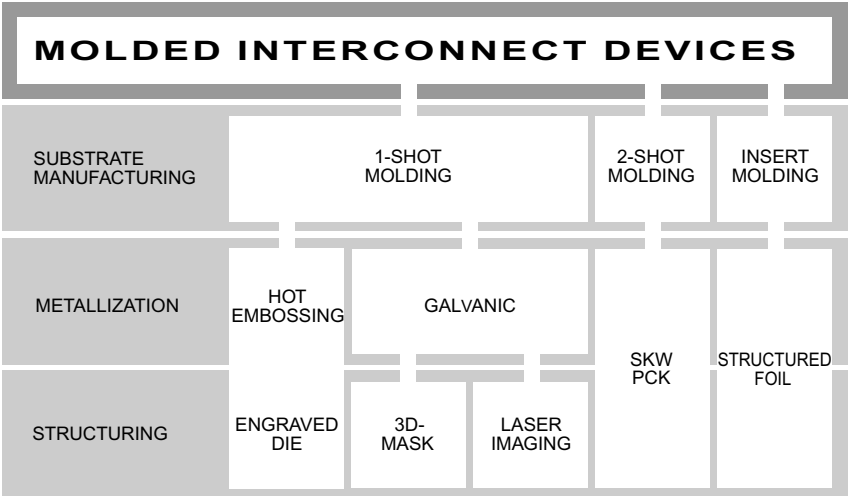 MOLDED INTERCONNECT DEVICES
SUBSTRATE
MANUFACTURING
1-SHOT
MOLDING
2-SHOT
MOLDING
INSERT
MOLDING
METALLIZATION
HOT
EMBOSSING
GALVANIC
SKW
PCK
STRUCTURED
FOIL
STRUCTURING
ENGRAVED
DIE
3D-
MASK
LASER
IMAGING